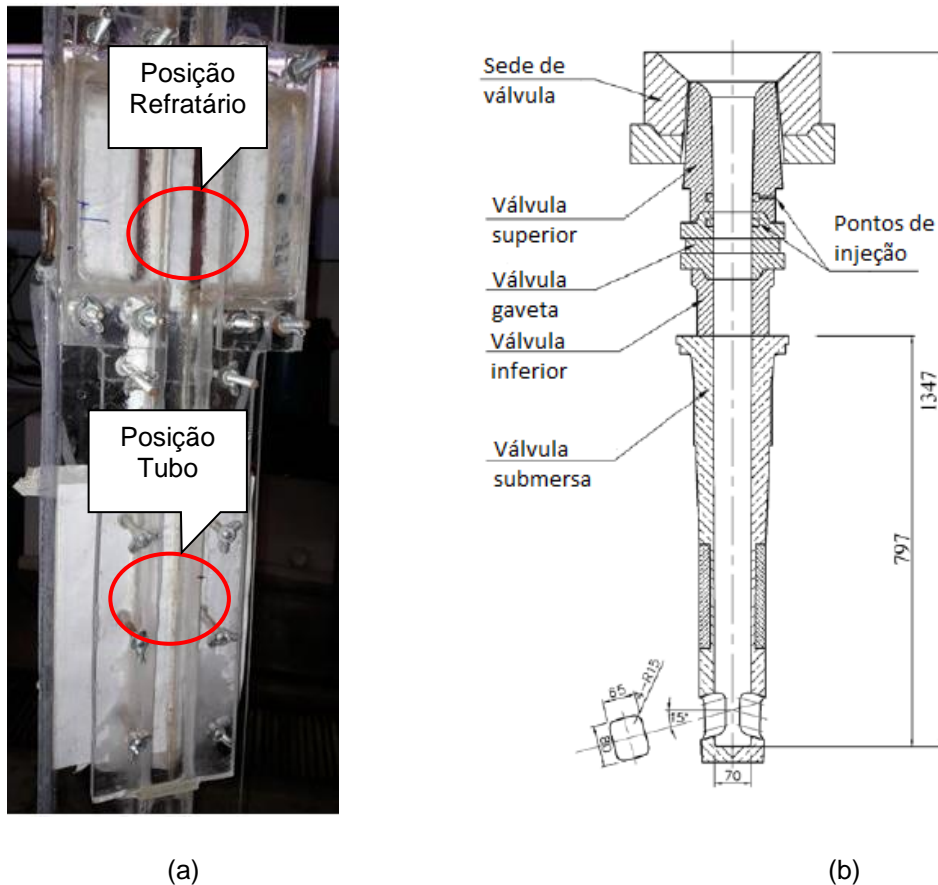 Posição
Refratário
Posição
Tubo
(a)
Sede de
válvula
Válvula
superior
Válvula
gaveta
Válvula
inferior
Válvula
submersa
Pontos de
injeção
1347
797
65
4-R15
80
15°
70
(b)